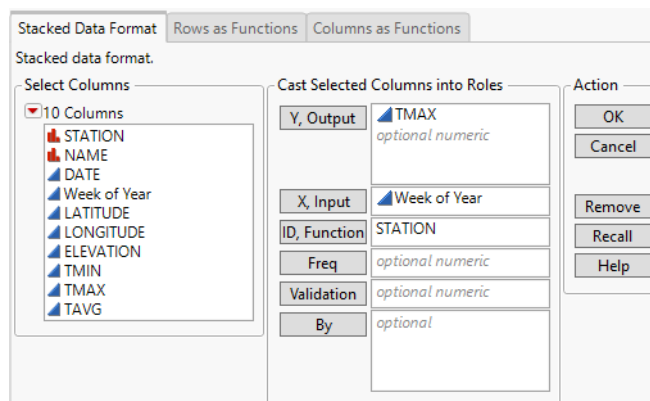 Stacked Data Format Rows as Functions Columns as Functions
Stacked data format.
Select Columns
10 Columns
STATION
NAME
DATE
Week of Year
LATITUDE
LONGITUDE
ELEVATION
TMIN
TMAX
TAVG
Cast Selected Columns into Roles
Y, Output TMAX
optional numeric
X, Input Week of Year
ID, Function STATION
Freq optional numeric
Validation optional numeric
By optional
Action
OK
Cancel
Remove
Recall
Help